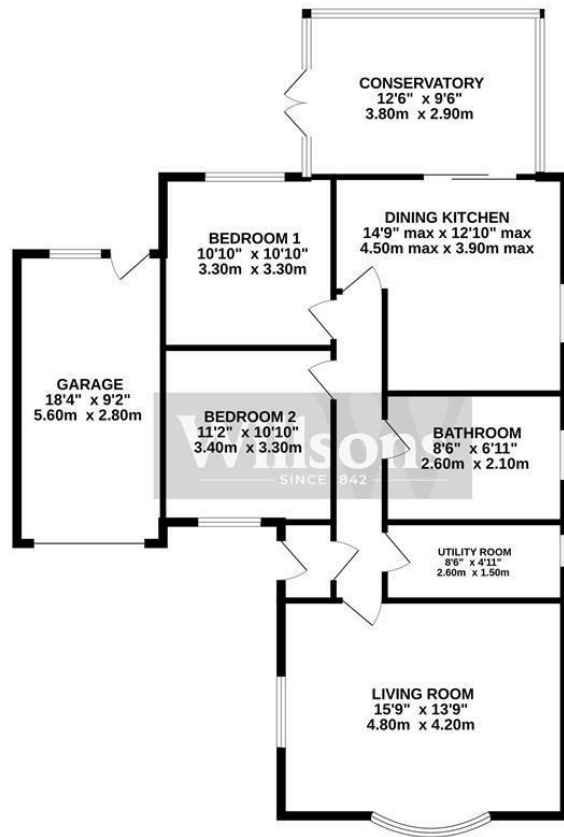 CONSERVATORY
12'6" x 9'6"
3.80m x 2.90m
BEDROOM 1
10'10" x 10'10"
3.30m x 3.30m
DINING KITCHEN
14'9" max x 12'10" max
4.50m max x 3.90m max
GARAGE
18'4" x 9'2"
5.60m x 2.80m
BEDROOM 2
11'2" x 10'10"
3.40m x 3.30m
Willsons
SINCE 1842
BATHROOM
8'6" x 6'11"
2.60m x 2.10m
UTILITY ROOM
8'6" x 4'11"
2.60m x 1.50m
LIVING ROOM
15'9" x 13'9"
4.80m x 4.20m